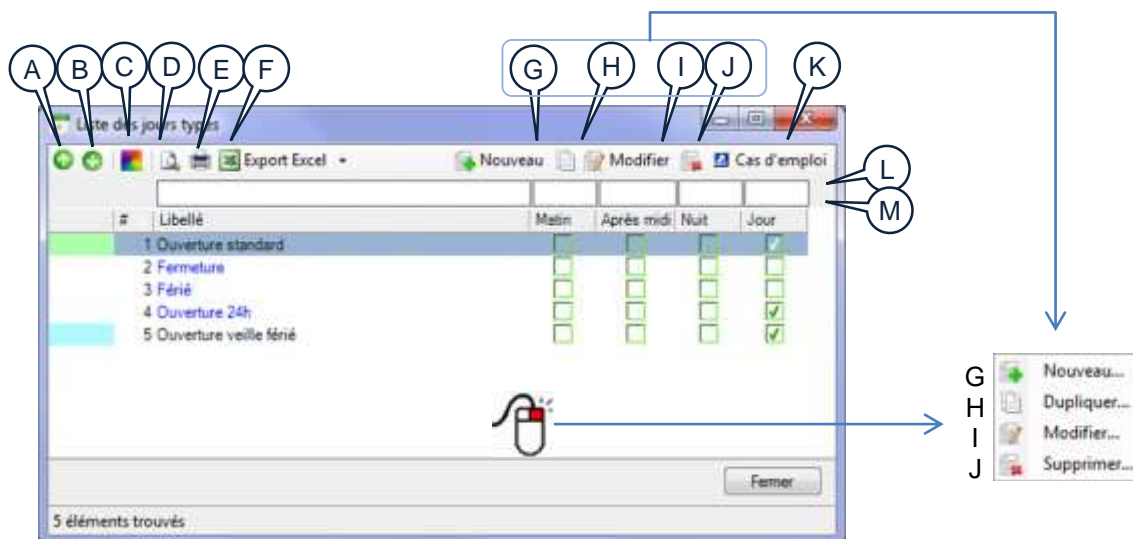 A B C D E F G H I J K
Liste des jours types
Export Excel Nouveau Modifier Cas d'emploi
L
M
# Libellé Matin Après midi Nuit Jour
1 Ouverture standard
2 Fermeture
3 Férié
4 Ouverture 24h
5 Ouverture veille férié
G Nouveau...
H Dupliquer...
I Modifier...
J Supprimer...
Fermer
5 éléments trouvés